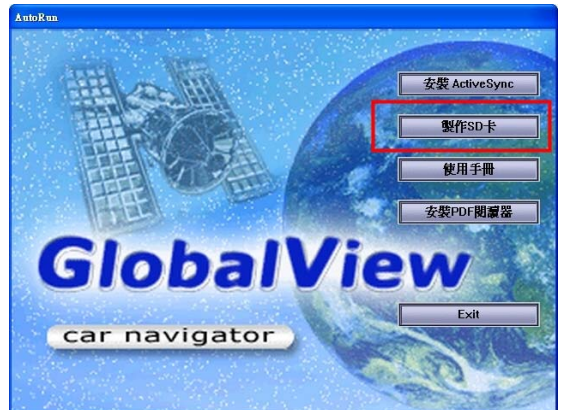 AutoRun
安裝 ActiveSync
製作SD卡
使用手冊
安裝PDF閱讀器
GlobalView
Exit
car navigator